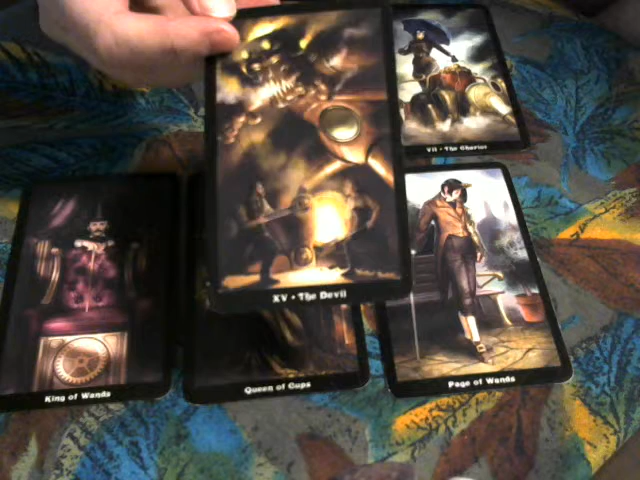 VII • The Chariot
XV • The Devil
King of Wands
Queen of Cups
Page of Wands